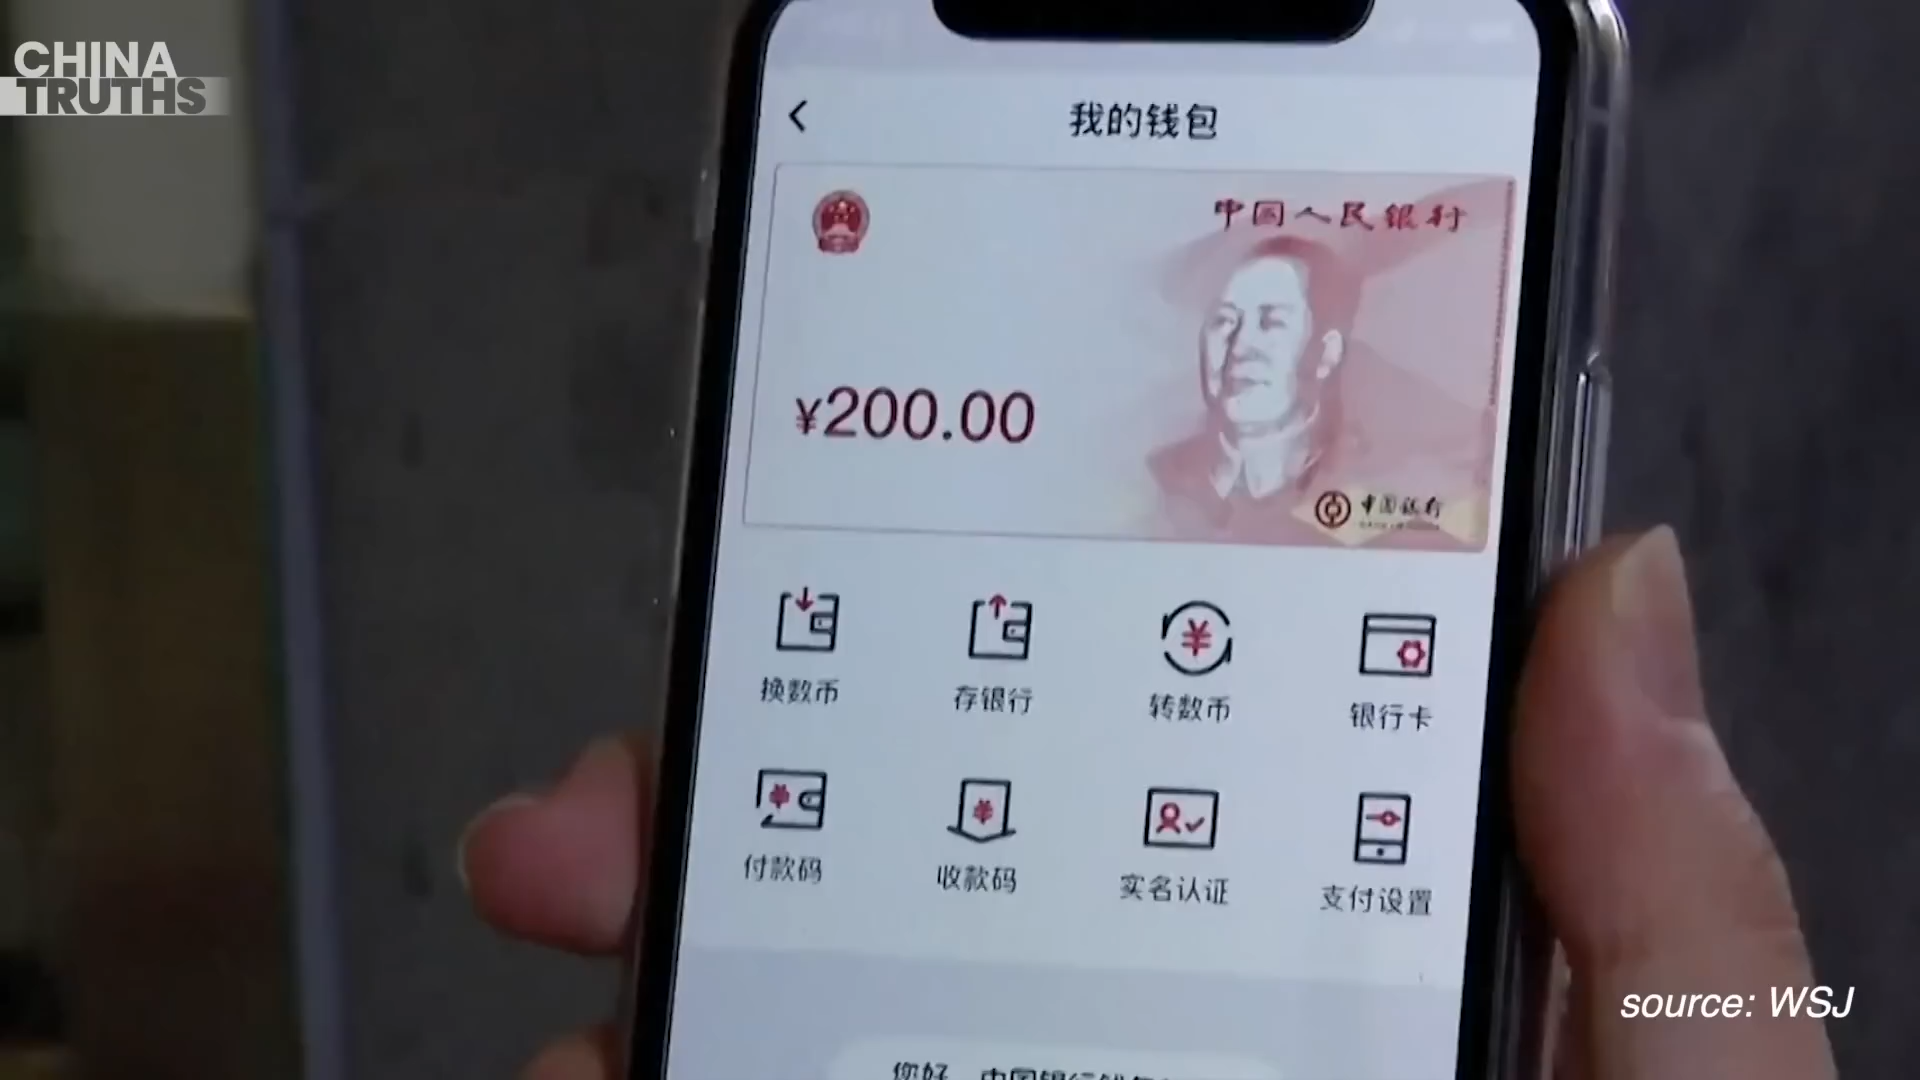 CHINA
TRUTHS
我的钱包
中国人民银行
¥200.00
中国银行
换数币
存银行
转数币
银行卡
付款码
收款码
实名认证
支付设置
source: WSJ
您好